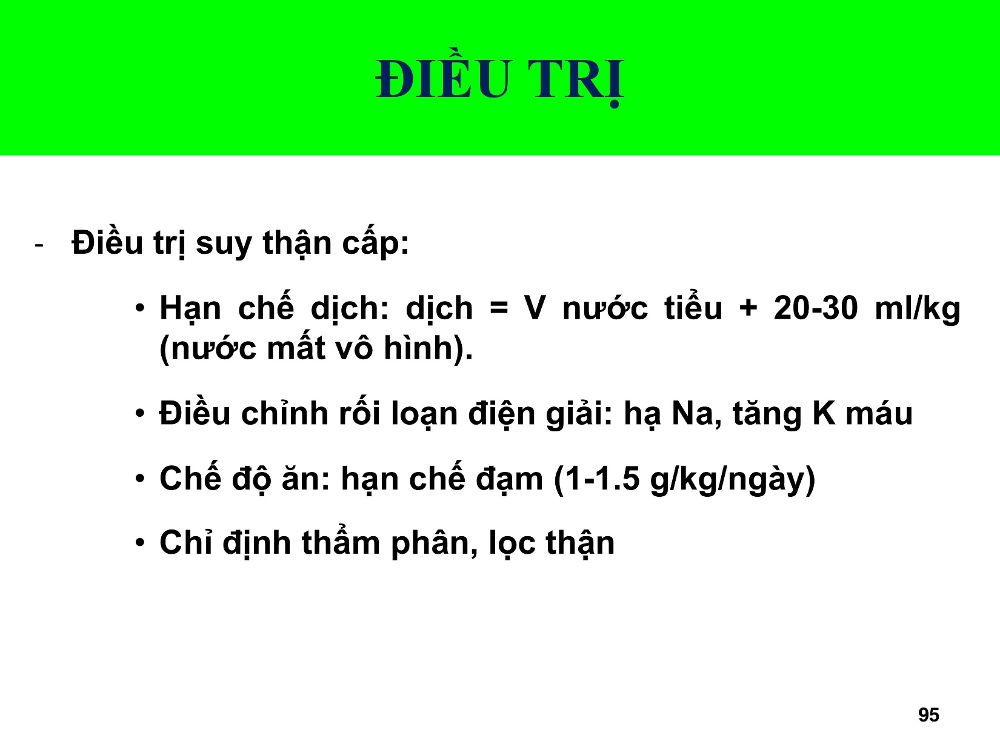 ĐIỀU TRỊ
- Điều trị suy thận cấp:
• Hạn chế dịch: dịch = V nước tiểu + 20-30 ml/kg
(nước mất vô hình).
• Điều chỉnh rối loạn điện giải: hạ Na, tăng K máu
• Chế độ ăn: hạn chế đạm (1-1.5 g/kg/ngày)
• Chỉ định thẩm phân, lọc thận
95